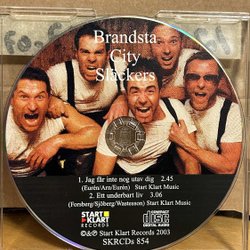 Brandsta
City
Släckers
1. Jag får inte nog utav dig 2.45
(Eurén/Arn/Eurén) Start Klart Music
2. Ett underbart liv 3.06
(Forsberg/Sjöberg/Wastesson) Start Klart Music
START
KLART
RECORDS
COMPACT
disc
DIGITAL AUDIO
©&℗ Start Klart Records 2003
SKRCDs 854